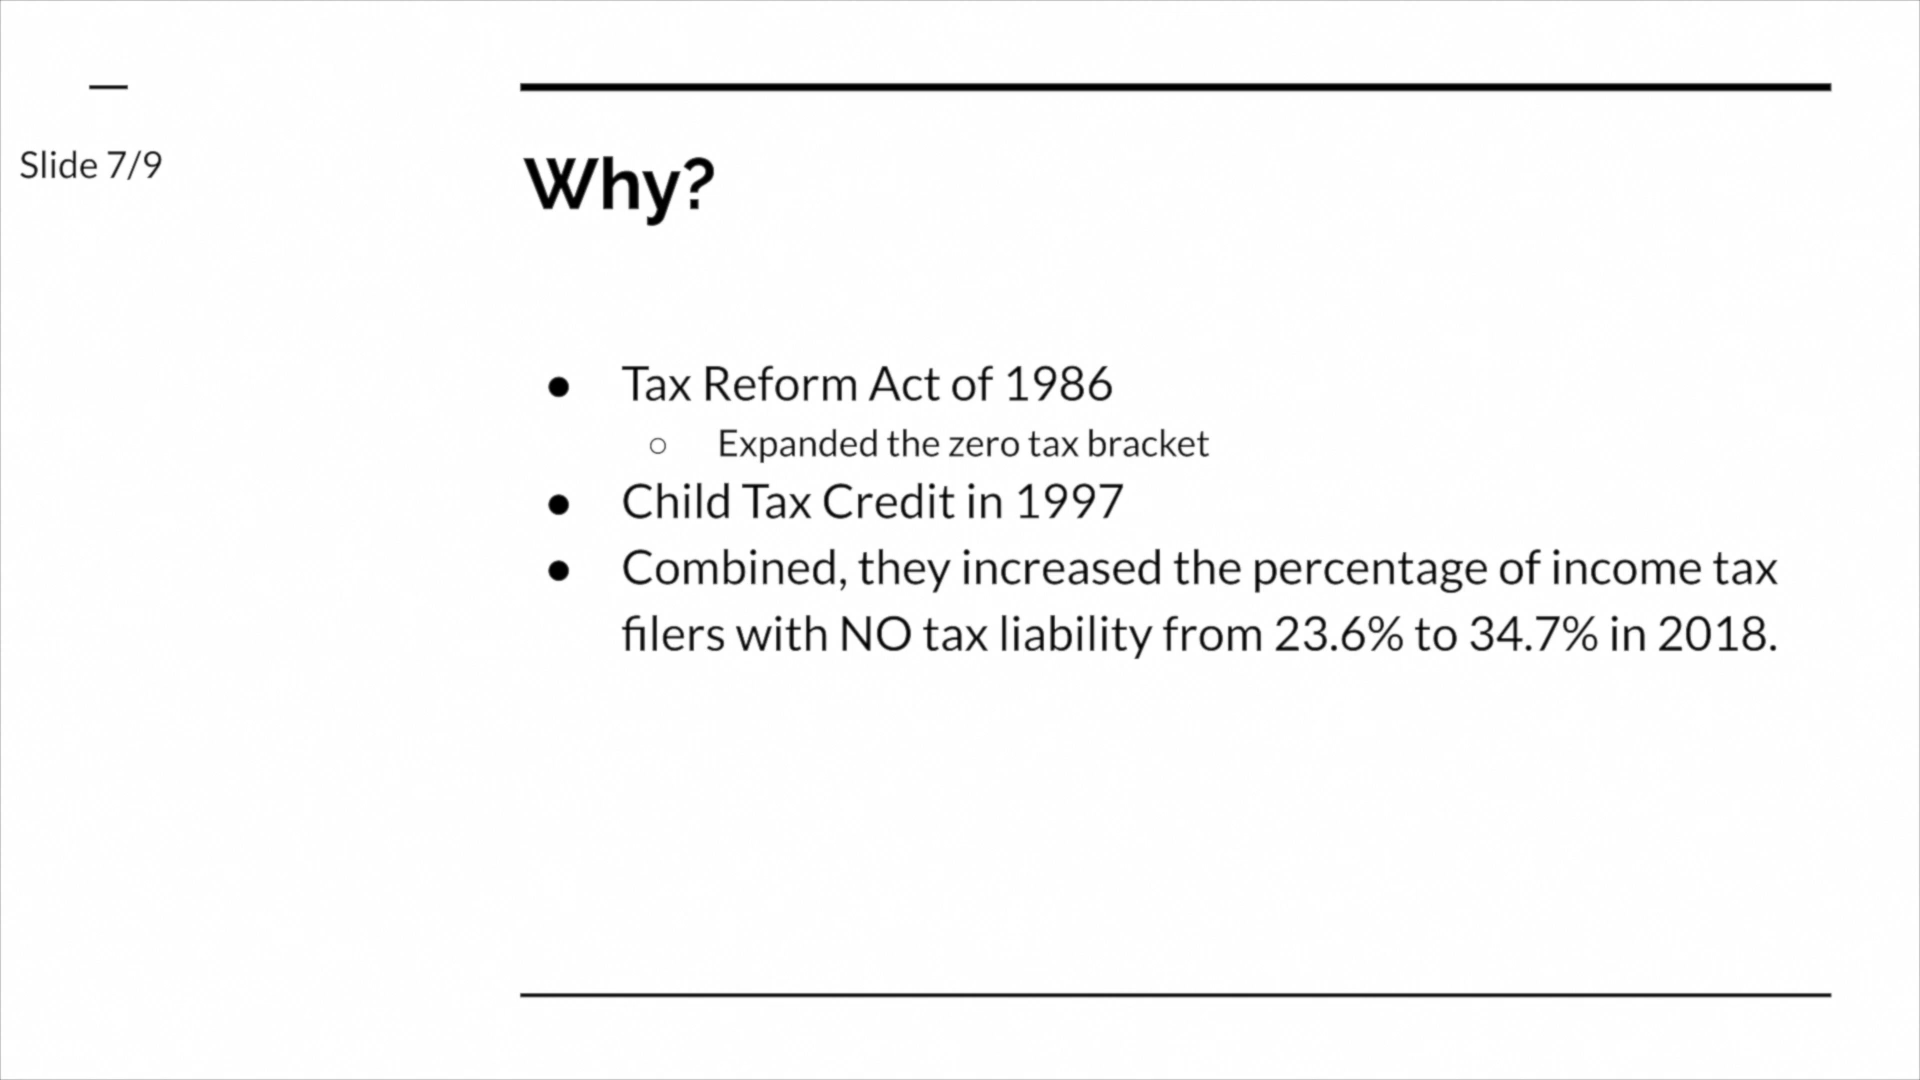 Slide 7/9
Why?
● Tax Reform Act of 1986
○ Expanded the zero tax bracket
● Child Tax Credit in 1997
● Combined, they increased the percentage of income tax
filers with NO tax liability from 23.6% to 34.7% in 2018.